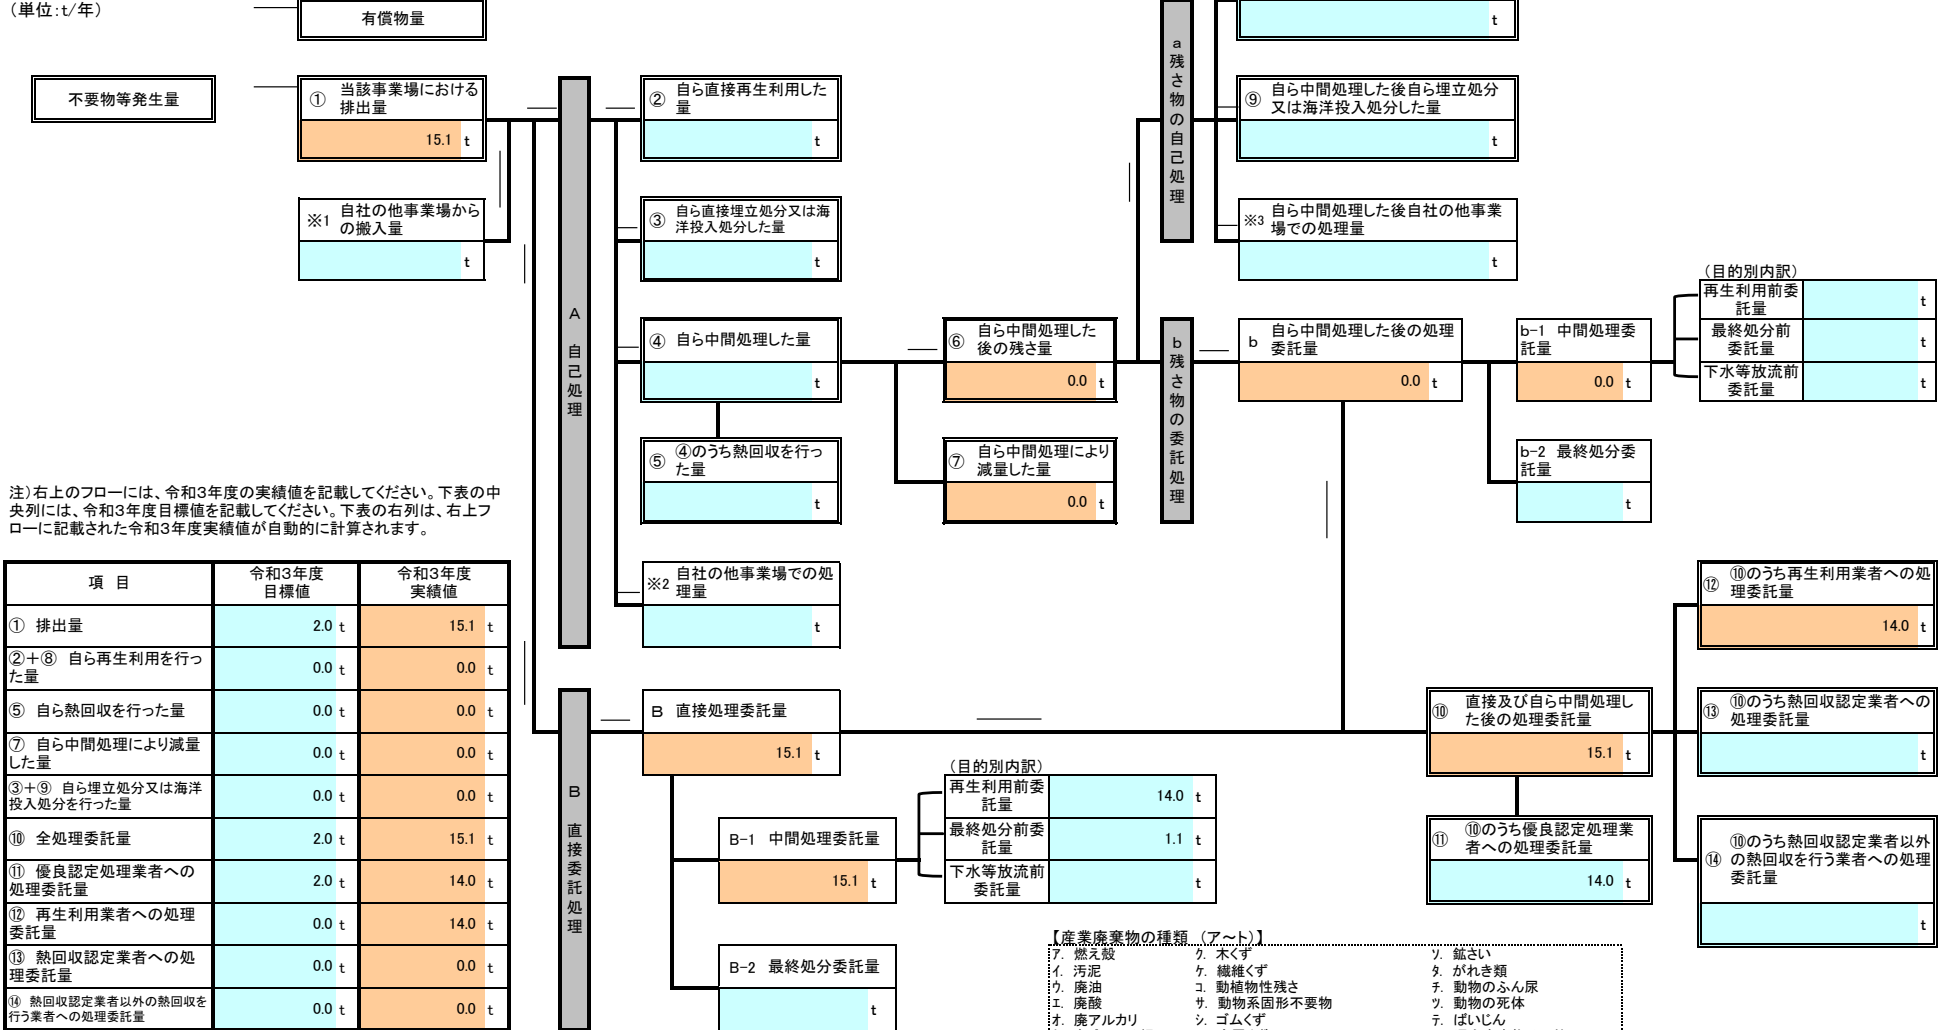 （単位：t/年）
有償物量
t
不要物等発生量
① 当該事業場における
排出量
15.1 t
※1 自社の他事業場から
の搬入量
t
A 自己処理
② 自ら直接再生利用した
量
t
③ 自ら直接埋立処分又は海
洋投入処分した量
t
④ 自ら中間処理した量
t
⑤ ④のうち熱回収を行っ
た量
t
※2 自社の他事業場での処
理量
t
⑥ 自ら中間処理した
後の残さ量
0.0 t
⑦ 自ら中間処理により
減量した量
0.0 t
a 残さ物の自己処理
⑨ 自ら中間処理した後自ら埋立処分
又は海洋投入処分した量
t
※3 自ら中間処理した後自社の他事業
場での処理量
t
b 残さ物の委託処理
b 自ら中間処理した後の処理
委託量
0.0 t
b-1 中間処理委
託量
0.0 t
b-2 最終処分委
託量
t
（目的別内訳）
再生利用前委
託量
t
最終処分前
委託量
t
下水等放流前
委託量
t
注）右上のフローには、令和3年度の実績値を記載してください。下表の中
央列には、令和3年度目標値を記載してください。下表の右列は、右上フ
ローに記載された令和3年度実績値が自動的に計算されます。
項 目 令和3年度
目標値 令和3年度
実績値
① 排出量 2.0 t 15.1 t
②＋⑧ 自ら再生利用を行っ
た量 0.0 t 0.0 t
⑤ 自ら熱回収を行った量 0.0 t 0.0 t
⑦ 自ら中間処理により減量
した量 0.0 t 0.0 t
③＋⑨ 自ら埋立処分又は海洋
投入処分を行った量 0.0 t 0.0 t
⑩ 全処理委託量 2.0 t 15.1 t
⑪ 優良認定処理業者への
処理委託量 2.0 t 14.0 t
⑫ 再生利用業者への処理
委託量 0.0 t 14.0 t
⑬ 熱回収認定業者への処
理委託量 0.0 t 0.0 t
⑭ 熱回収認定業者以外の熱回収を
行う業者への処理委託量 0.0 t 0.0 t
B 直接委託処理
B 直接処理委託量
15.1 t
B-1 中間処理委託量
15.1 t
B-2 最終処分委託量
t
（目的別内訳）
再生利用前委
託量
14.0 t
最終処分前委
託量
1.1 t
下水等放流前
委託量
t
⑩ 直接及び自ら中間処理し
た後の処理委託量
15.1 t
⑪ ⑩のうち優良認定処理業
者への処理委託量
14.0 t
⑫ ⑩のうち再生利用業者への処
理委託量
14.0 t
⑬ ⑩のうち熱回収認定業者への
処理委託量
t
⑭ ⑩のうち熱回収認定業者以外
の熱回収を行う業者への処理
委託量
t
【産業廃棄物の種類 （ア～ト）】
ア. 燃え殻 ク. 木くず ソ. 鉱さい
イ. 汚泥 ケ. 繊維くず タ. がれき類
ウ. 廃油 コ. 動植物性残さ チ. 動物のふん尿
エ. 廃酸 サ. 動物系固形不要物 ツ. 動物の死体
オ. 廃アルカリ シ. ゴムくず テ. ばいじん